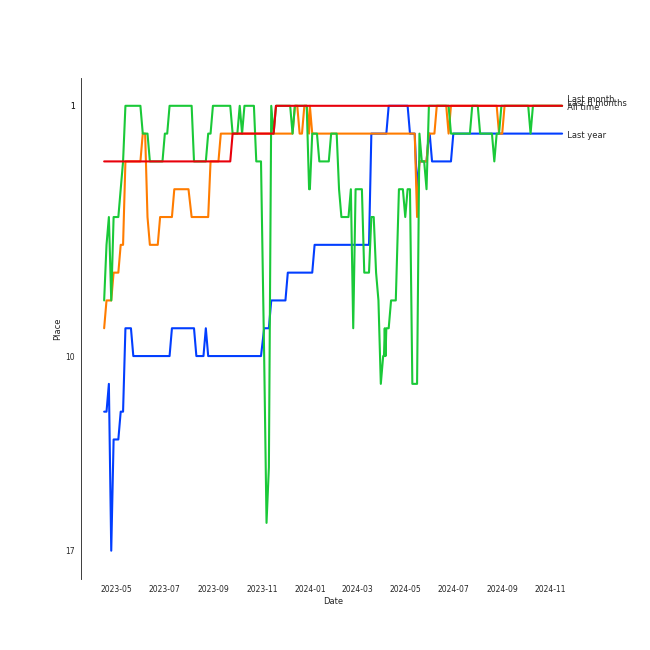 Last month
Last 6 months
All time
Last year
1
10
17
Place
2023-05
2023-07
2023-09
2023-11
2024-01
2024-03
2024-05
2024-07
2024-09
2024-11
Date